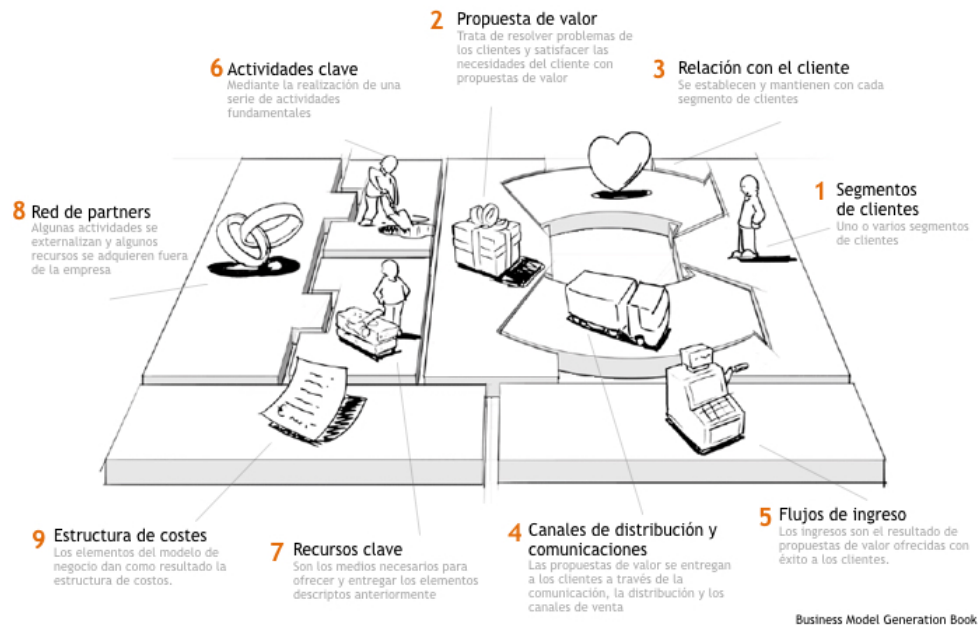 2 Propuesta de valor
Trata de resolver problemas de
los clientes y satisfacer las
necesidades del cliente con
propuestas de valor
6 Actividades clave
Mediante la realización de una
serie de actividades
fundamentales
3 Relación con el cliente
Se establecen y mantienen con cada
segmento de clientes
1 Segmentos
de clientes
Uno o varios segmentos
de clientes
8 Red de partners
Algunas actividades se
externalizan y algunos
recursos se adquieren fuera
de la empresa
9 Estructura de costes
Los elementos del modelo de
negocio dan como resultado la
estructura de costos.
7 Recursos clave
Son los medios necesarios para
ofrecer y entregar los elementos
descriptos anteriormente
4 Canales de distribución y
comunicaciones
Las propuestas de valor se entregan
a los clientes a través de la
comunicación, la distribución y los
canales de venta
5 Flujos de ingreso
Los ingresos son el resultado de
propuestas de valor ofrecidas con
éxito a los clientes.
Business Model Generation Book